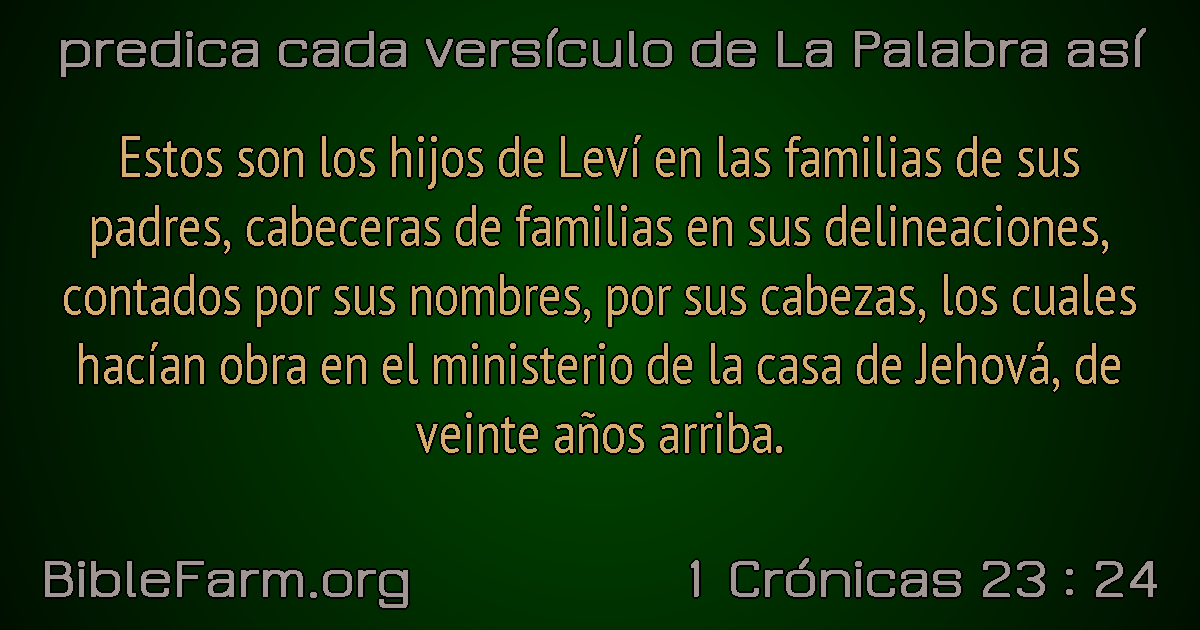 predica cada versículo de La Palabra así
Estos son los hijos de Leví en las familias de sus
padres, cabeceras de familias en sus delineaciones,
contados por sus nombres, por sus cabezas, los cuales
hacían obra en el ministerio de la casa de Jehová, de
veinte años arriba.
BibleFarm.org
1 Crónicas 23 : 24